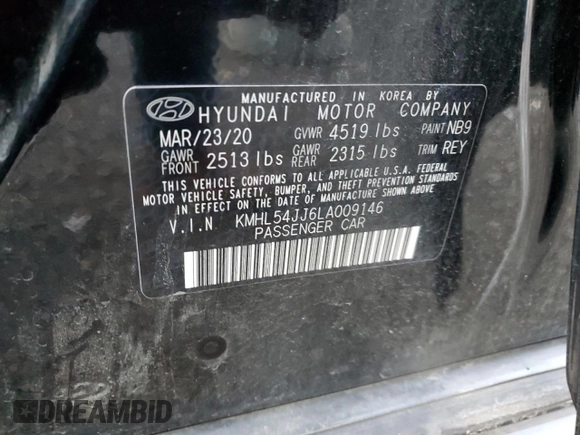 MANUFACTURED IN KOREA BY
HYUNDAI MOTOR COMPANY
MAR/23/20 GVWR 4519 lbs PAINT NB9
GAWR FRONT 2513 lbs GAWR REAR 2315 lbs TRIM REY
THIS VEHICLE CONFORMS TO ALL APPLICABLE U.S.A. FEDERAL
MOTOR VEHICLE SAFETY, BUMPER, AND THEFT PREVENTION STANDARDS
IN EFFECT ON THE DATE OF MANUFACTURE SHOWN ABOVE.
V.I.N KMHL54JJ6LA009146
PASSENGER CAR
DREAMBID